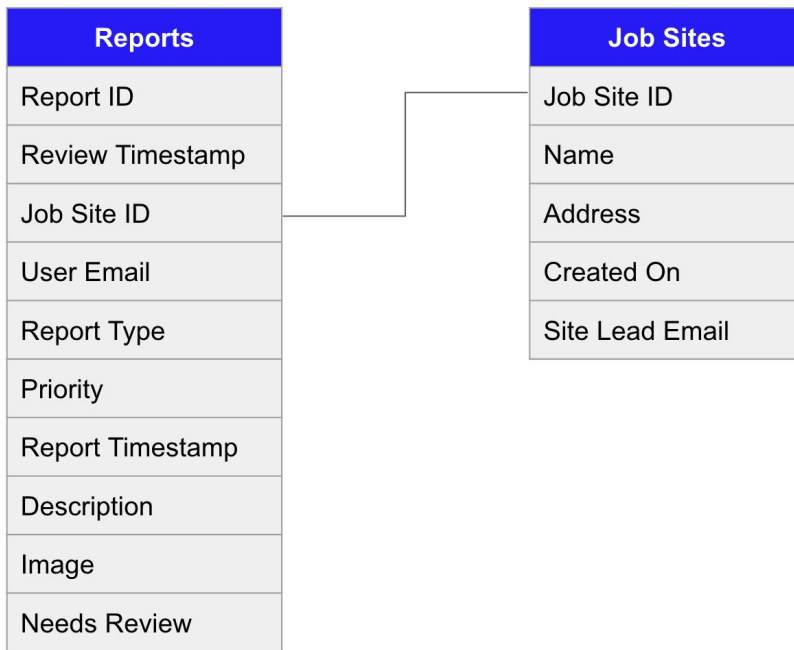 Reports
Report ID
Review Timestamp
Job Site ID
User Email
Report Type
Priority
Report Timestamp
Description
Image
Needs Review
Job Sites
Job Site ID
Name
Address
Created On
Site Lead Email